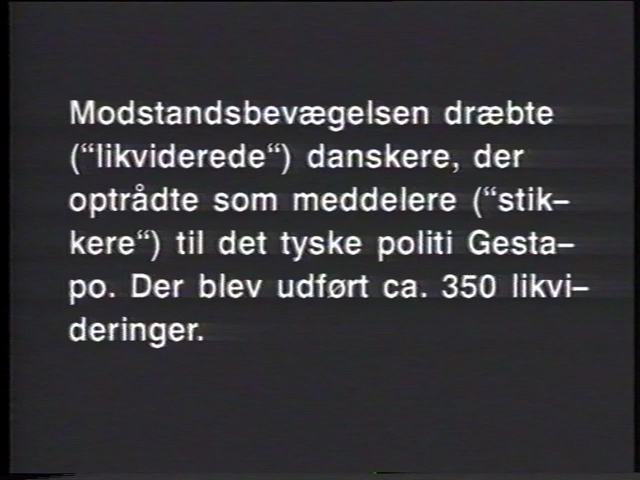 Modstandsbevægelsen dræbte
(“likviderede“) danskere, der
optrådte som meddelere (“stik–
kere“) til det tyske politi Gesta–
po. Der blev udført ca. 350 likvi–
deringer.